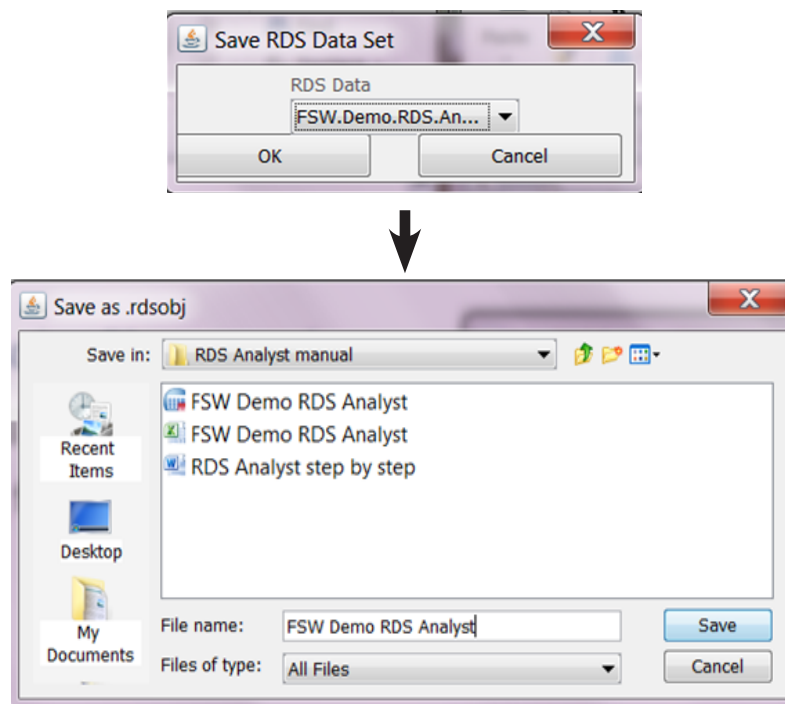 Save RDS Data Set
X
RDS Data
FSW.Demo.RDS.An...
OK Cancel
Save as .rdsobj
X
Save in: RDS Analyst manual
FSW Demo RDS Analyst
FSW Demo RDS Analyst
RDS Analyst step by step
Recent
Items
Desktop
My
Documents
File name: FSW Demo RDS Analyst Save
Files of type: All Files Cancel